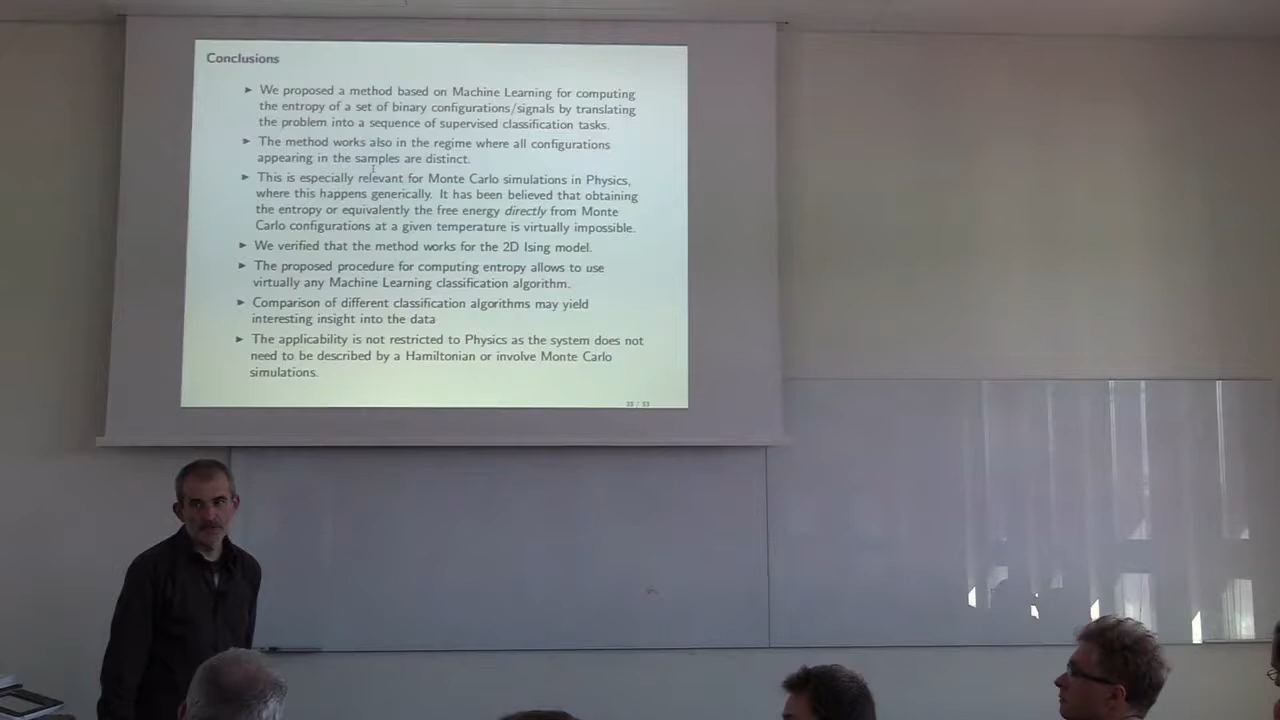 Conclusions
► We proposed a method based on Machine Learning for computing
the entropy of a set of binary configurations/signals by translating
the problem into a sequence of supervised classification tasks.
► The method works also in the regime where all configurations
appearing in the samples are distinct.
► This is especially relevant for Monte Carlo simulations in Physics,
where this happens generically. It has been believed that obtaining
the entropy or equivalently the free energy directly from Monte
Carlo configurations at a given temperature is virtually impossible.
► We verified that the method works for the 2D Ising model.
► The proposed procedure for computing entropy allows to use
virtually any Machine Learning classification algorithm.
► Comparison of different classification algorithms may yield
interesting insight into the data
► The applicability is not restricted to Physics as the system does not
need to be described by a Hamiltonian or involve Monte Carlo
simulations.